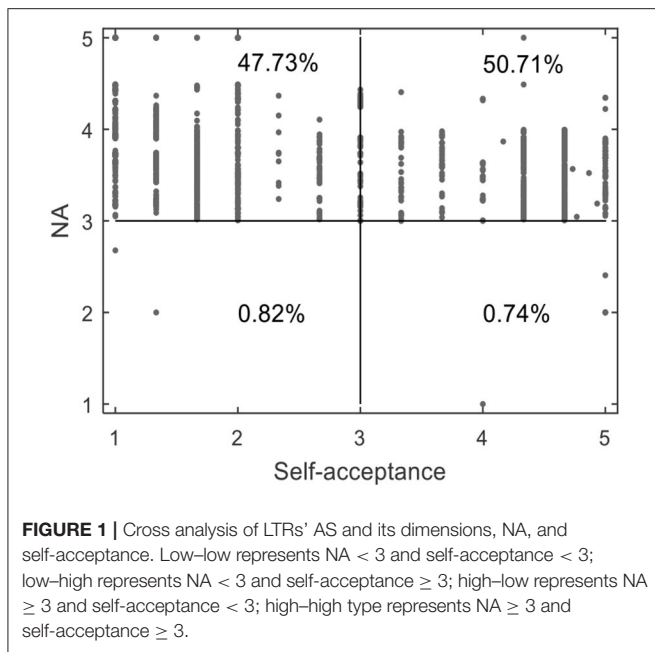 5
4
3
2
1
NA
47.73%
50.71%
0.82%
0.74%
1
2
3
4
5
Self-acceptance
FIGURE 1 | Cross analysis of LTRs' AS and its dimensions, NA, and
self-acceptance. Low–low represents NA < 3 and self-acceptance < 3;
low–high represents NA < 3 and self-acceptance ≥ 3; high–low represents NA
≥ 3 and self-acceptance < 3; high–high type represents NA ≥ 3 and
self-acceptance ≥ 3.